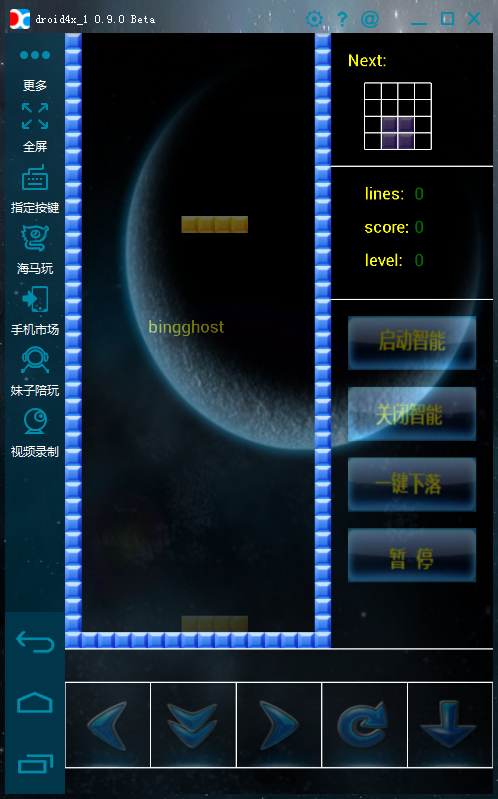 droid4x_1 0.9.0 Beta
更多
全屏
指定按键
海马玩
手机市场
妹子陪玩
视频录制
bingghost
Next:
lines: 0
score: 0
level: 0
启动智能
关闭智能
一键下落
暂 停